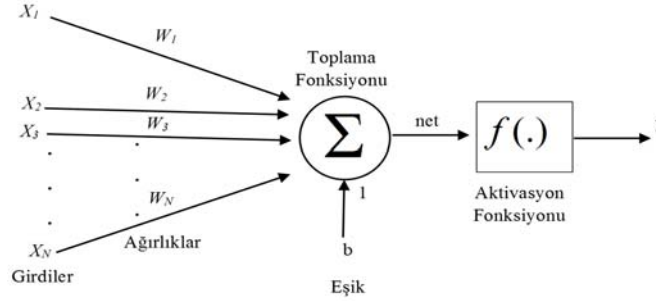 X1
W1
Toplama
Fonksiyonu
X2
W2
X3
W3
Σ
net
f(.)
1
WN
Aktivasyon
Fonksiyonu
XN
Ağırlıklar
b
Girdiler
Eşik